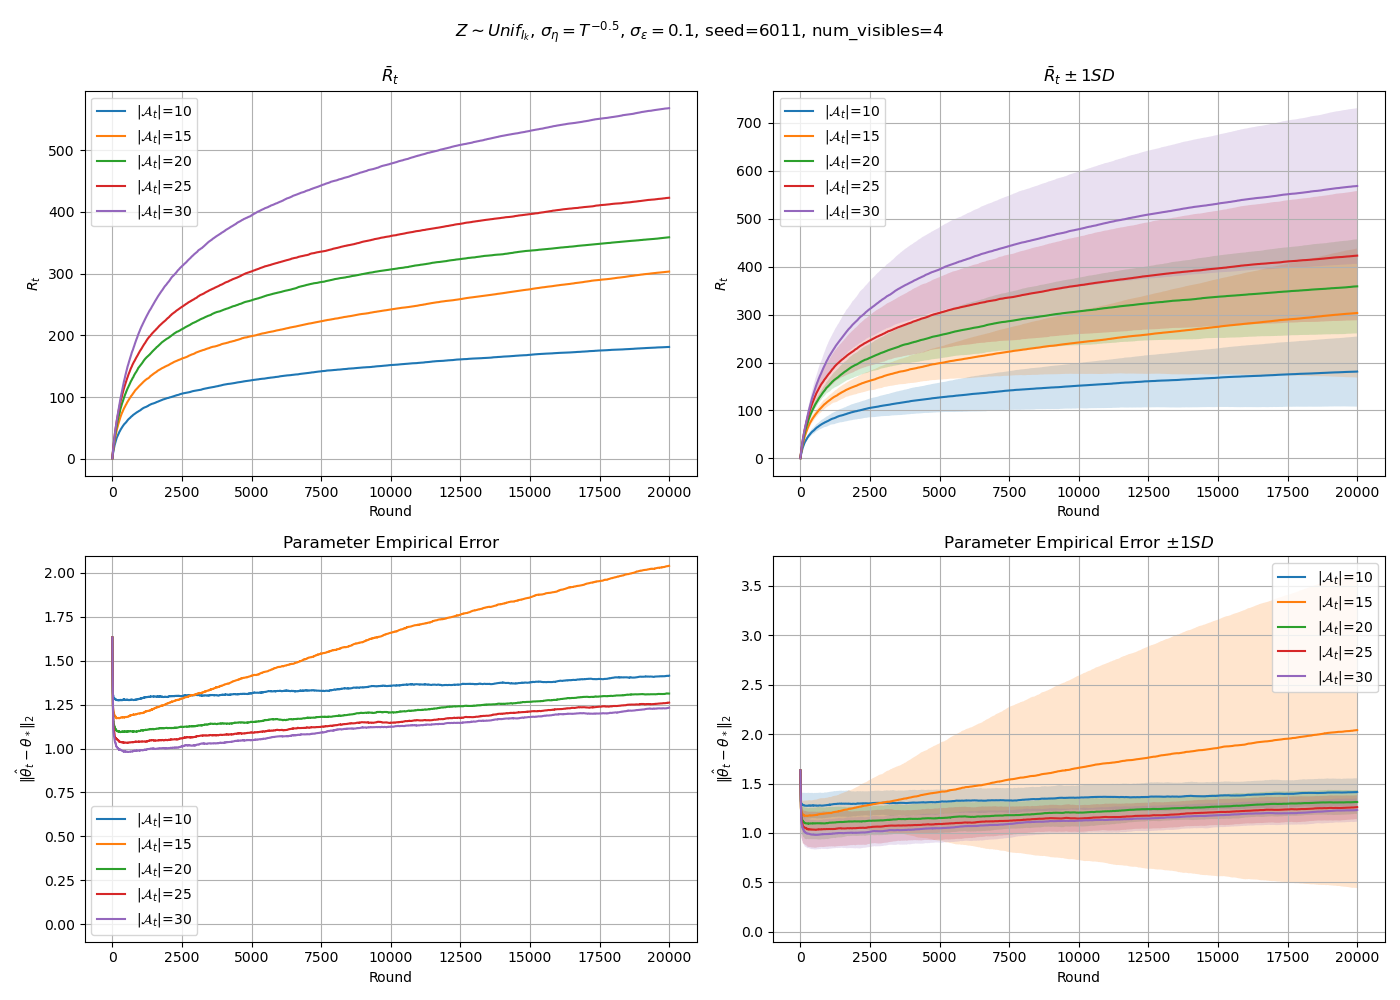 Z ~ Unif_{I_k}, σ_η = T^{−0.5}, σ_ε = 0.1, seed=6011, num_visibles=4
R̄_t
R_t
500
400
300
200
100
0
|𝒜_t|=10
|𝒜_t|=15
|𝒜_t|=20
|𝒜_t|=25
|𝒜_t|=30
0 2500 5000 7500 10000 12500 15000 17500 20000
Round
R̄_t ± 1SD
R_t
700
600
500
400
300
200
100
0
|𝒜_t|=10
|𝒜_t|=15
|𝒜_t|=20
|𝒜_t|=25
|𝒜_t|=30
0 2500 5000 7500 10000 12500 15000 17500 20000
Round
Parameter Empirical Error
‖θ̂_t − θ_*‖_2
2.00
1.75
1.50
1.25
1.00
0.75
0.50
0.25
0.00
|𝒜_t|=10
|𝒜_t|=15
|𝒜_t|=20
|𝒜_t|=25
|𝒜_t|=30
0 2500 5000 7500 10000 12500 15000 17500 20000
Round
Parameter Empirical Error ±1SD
‖θ̂_t − θ_*‖_2
3.5
3.0
2.5
2.0
1.5
1.0
0.5
0.0
|𝒜_t|=10
|𝒜_t|=15
|𝒜_t|=20
|𝒜_t|=25
|𝒜_t|=30
0 2500 5000 7500 10000 12500 15000 17500 20000
Round